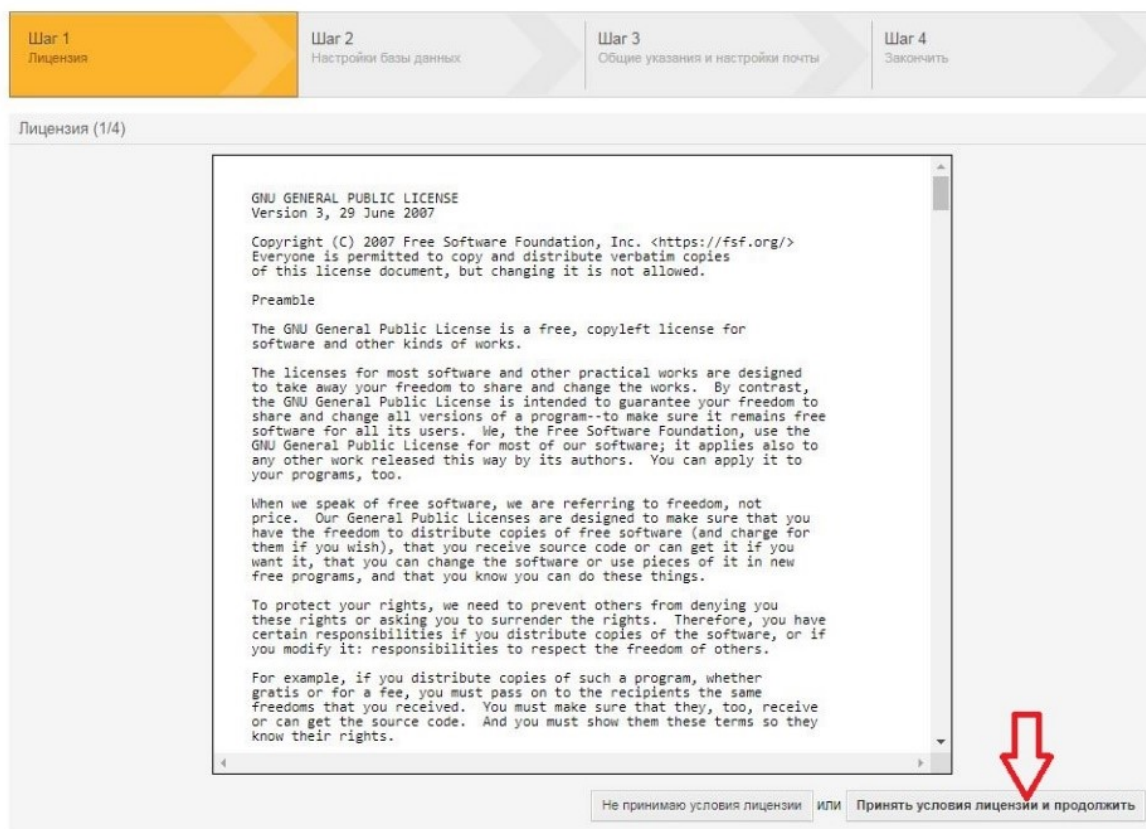 Шаг 1
Лицензия
Шаг 2
Настройки базы данных
Шаг 3
Общие указания и настройки почты
Шаг 4
Закончить
Лицензия (1/4)
GNU GENERAL PUBLIC LICENSE
Version 3, 29 June 2007
Copyright (C) 2007 Free Software Foundation, Inc. <https://fsf.org/>
Everyone is permitted to copy and distribute verbatim copies
of this license document, but changing it is not allowed.
Preamble
The GNU General Public License is a free, copyleft license for
software and other kinds of works.
The licenses for most software and other practical works are designed
to take away your freedom to share and change the works.  By contrast,
the GNU General Public License is intended to guarantee your freedom to
share and change all versions of a program--to make sure it remains free
software for all its users.  We, the Free Software Foundation, use the
GNU General Public License for most of our software; it applies also to
any other work released this way by its authors.  You can apply it to
your programs, too.
When we speak of free software, we are referring to freedom, not
price.  Our General Public Licenses are designed to make sure that you
have the freedom to distribute copies of free software (and charge for
them if you wish), that you receive source code or can get it if you
want it, that you can change the software or use pieces of it in new
free programs, and that you know you can do these things.
To protect your rights, we need to prevent others from denying you
these rights or asking you to surrender the rights.  Therefore, you have
certain responsibilities if you distribute copies of the software, or if
you modify it: responsibilities to respect the freedom of others.
For example, if you distribute copies of such a program, whether
gratis or for a fee, you must pass on to the recipients the same
freedoms that you received.  You must make sure that they, too, receive
or can get the source code.  And you must show them these terms so they
know their rights.
Не принимаю условия лицензии или Принять условия лицензии и продолжить